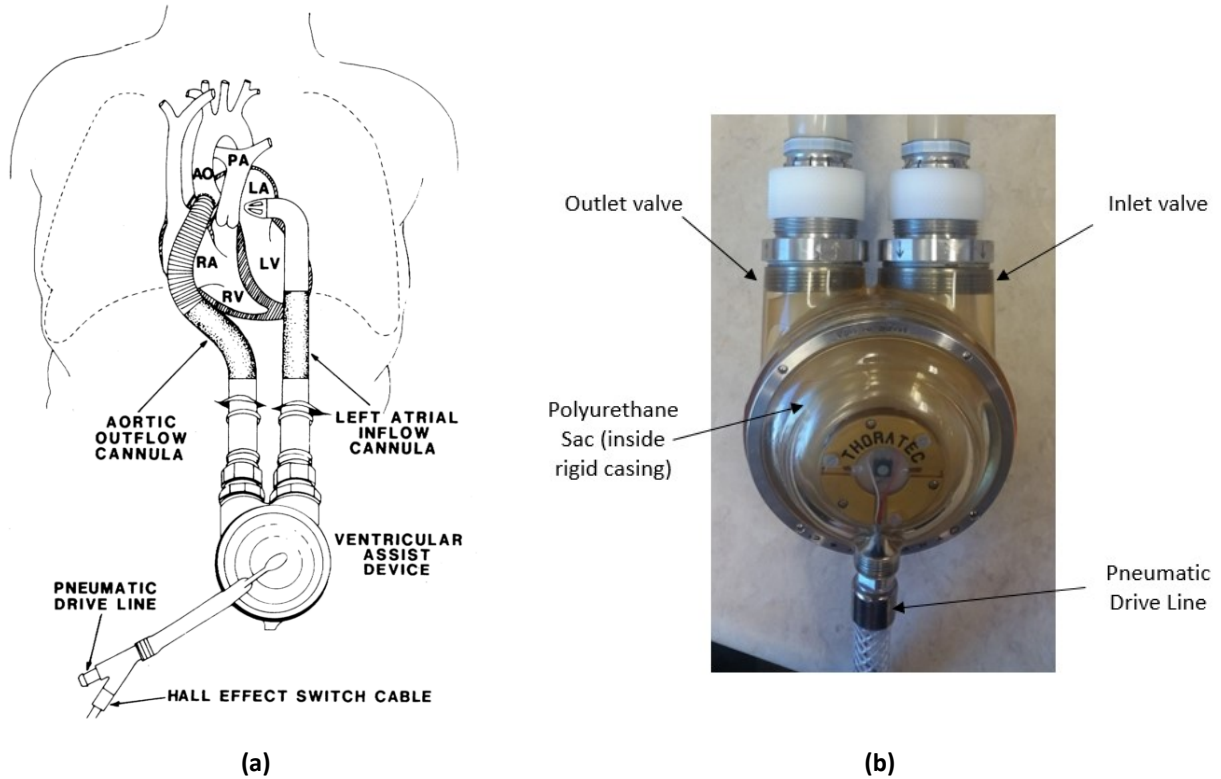 PA
AO
LA
RA
LV
RV
AORTIC
OUTFLOW
CANNULA
LEFT ATRIAL
INFLOW
CANNULA
VENTRICULAR
ASSIST
DEVICE
PNEUMATIC
DRIVE LINE
HALL EFFECT SWITCH CABLE
(a)
Outlet valve
Inlet valve
Polyurethane
Sac (inside
rigid casing)
THORATEC
Pneumatic
Drive Line
(b)